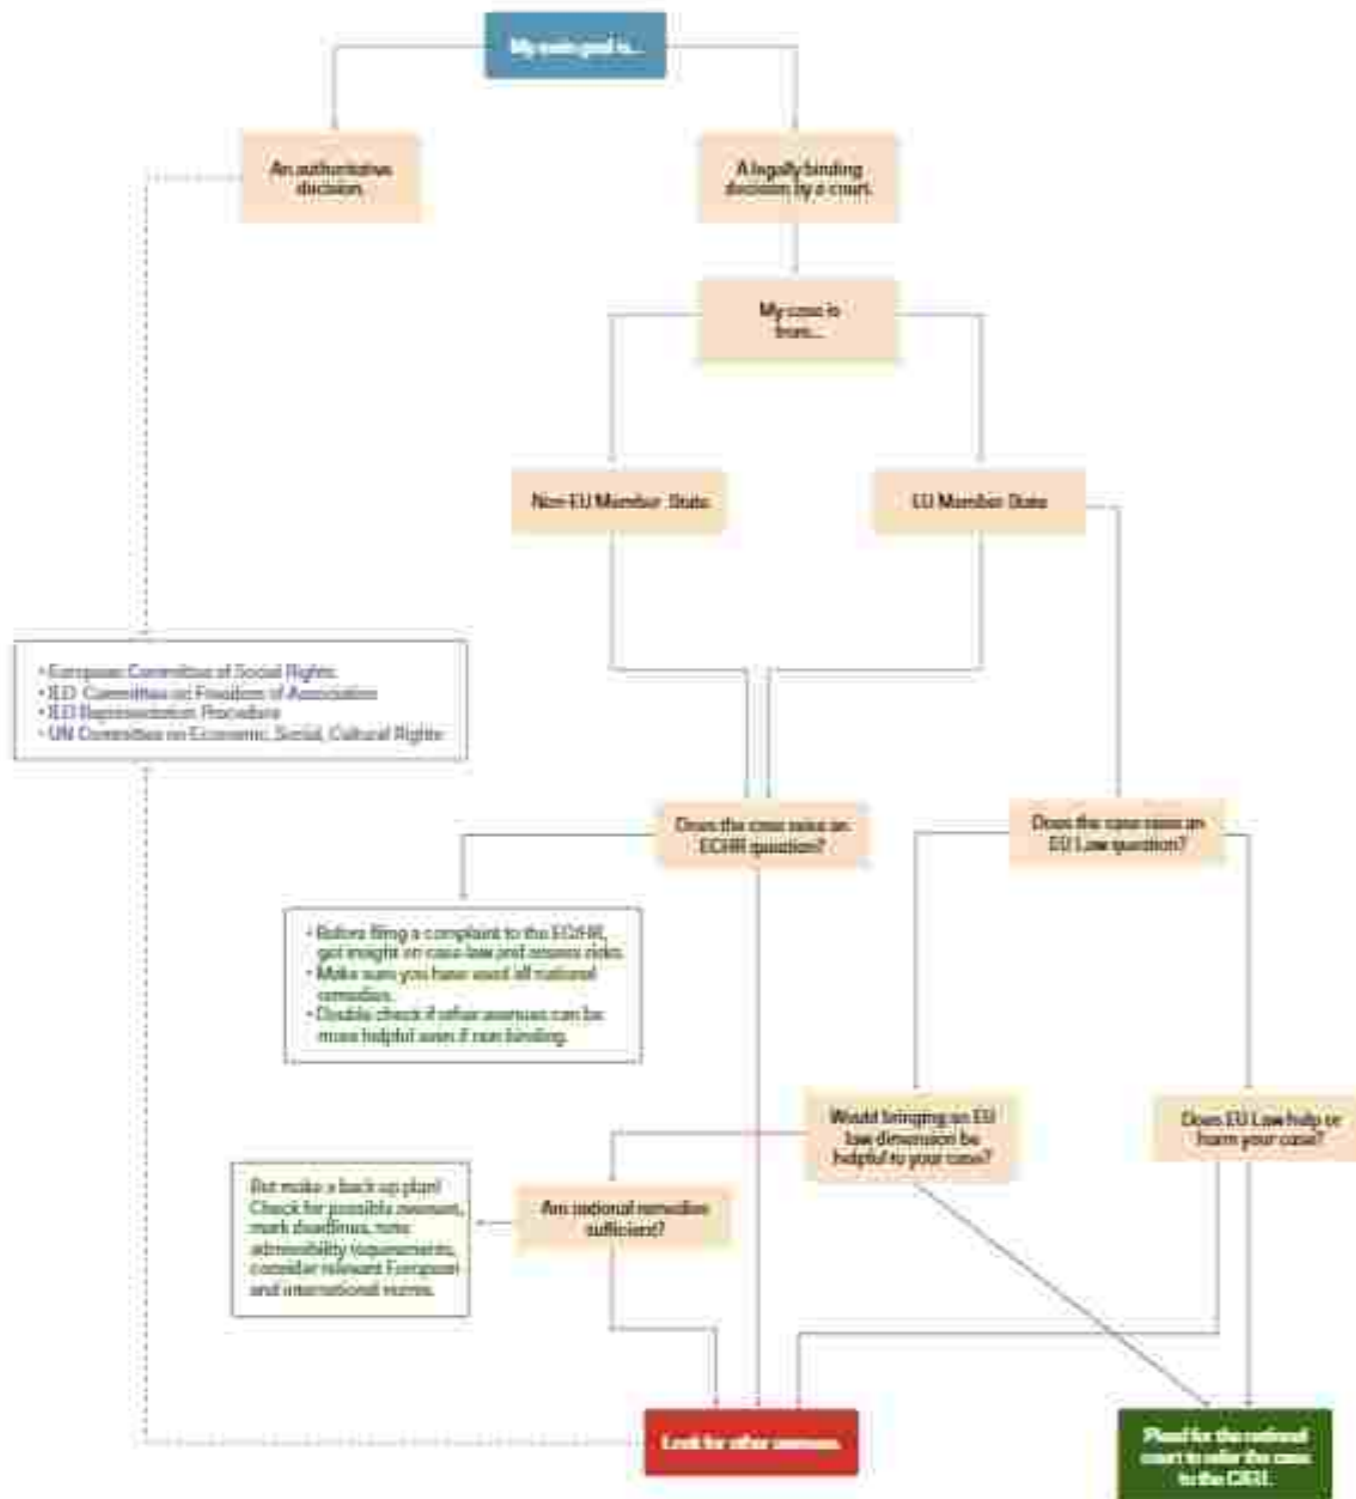 My main goal is...
An authoritative
decision.
A legally binding
decision by a court.
My case is
from...
Non-EU Member State
EU Member State
• European Committee of Social Rights
• ILO Committee on Freedom of Association
• ILO Representation Procedure
• UN Committee on Economic, Social, Cultural Rights
Does the case raise an
ECHR question?
Does the case raise an
EU Law question?
• Before filing a complaint to the ECtHR,
get insight on case-law and assess risks.
• Make sure you have used all national
remedies.
• Double check if other avenues can be
more helpful even if non binding.
Would bringing an EU
law dimension be
helpful to your case?
Does EU Law help or
harm your case?
But make a back up plan!
Check for possible avenues,
mark deadlines, note
admissibility requirements,
consider relevant European
and international norms.
Are national remedies
sufficient?
Look for other avenues.
Plead for the national
court to refer the case
to the CJEU.